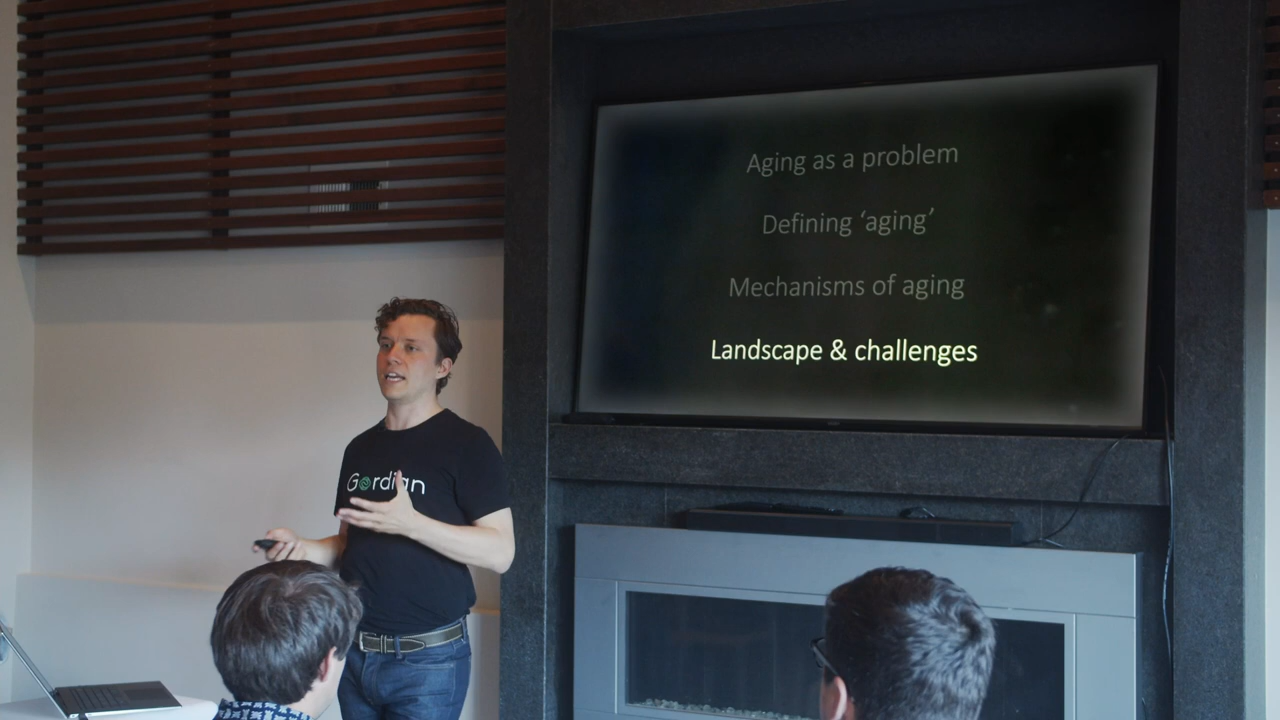 Aging as a problem
Defining ‘aging’
Mechanisms of aging
Landscape & challenges
Gordian